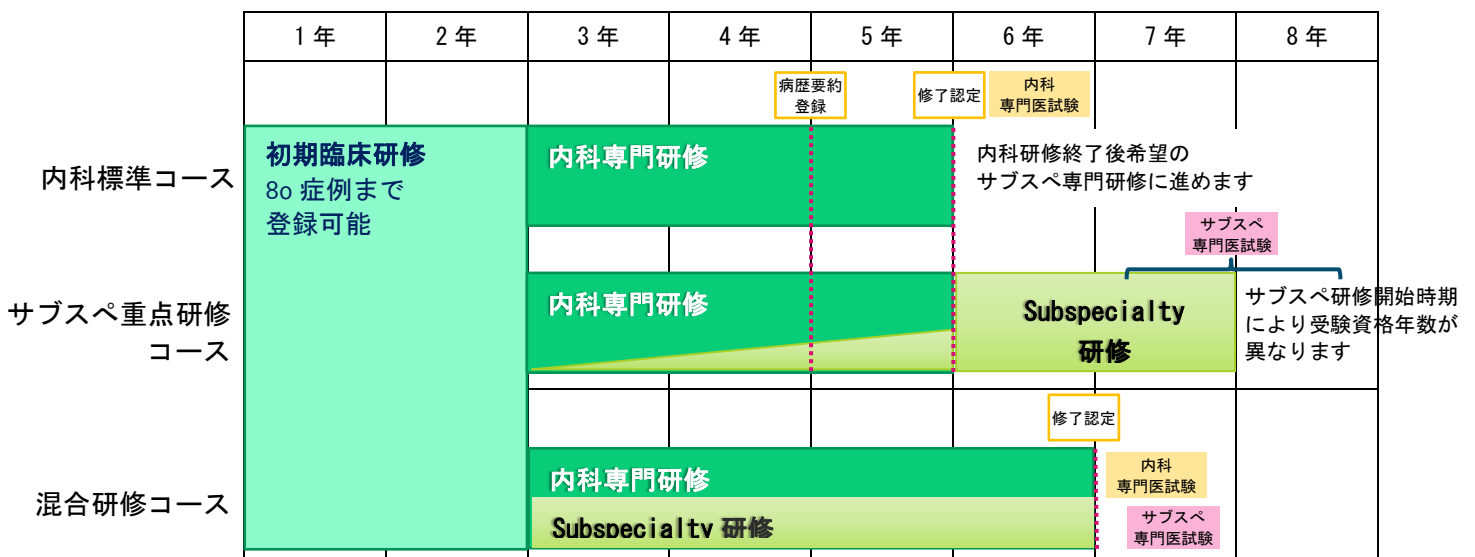 1年 2年 3年 4年 5年 6年 7年 8年
病歴要約
登録
修了認定
内科
専門医試験
内科標準コース
初期臨床研修
8o 症例まで
登録可能
内科専門研修
内科研修終了後希望の
サブスペ専門研修に進めます
サブスペ
専門医試験
サブスペ重点研修
コース
内科専門研修
Subspecialty
研修
サブスペ研修開始時期
により受験資格年数が
異なります
修了認定
混合研修コース
内科専門研修
Subspecialty 研修
内科
専門医試験
サブスペ
専門医試験